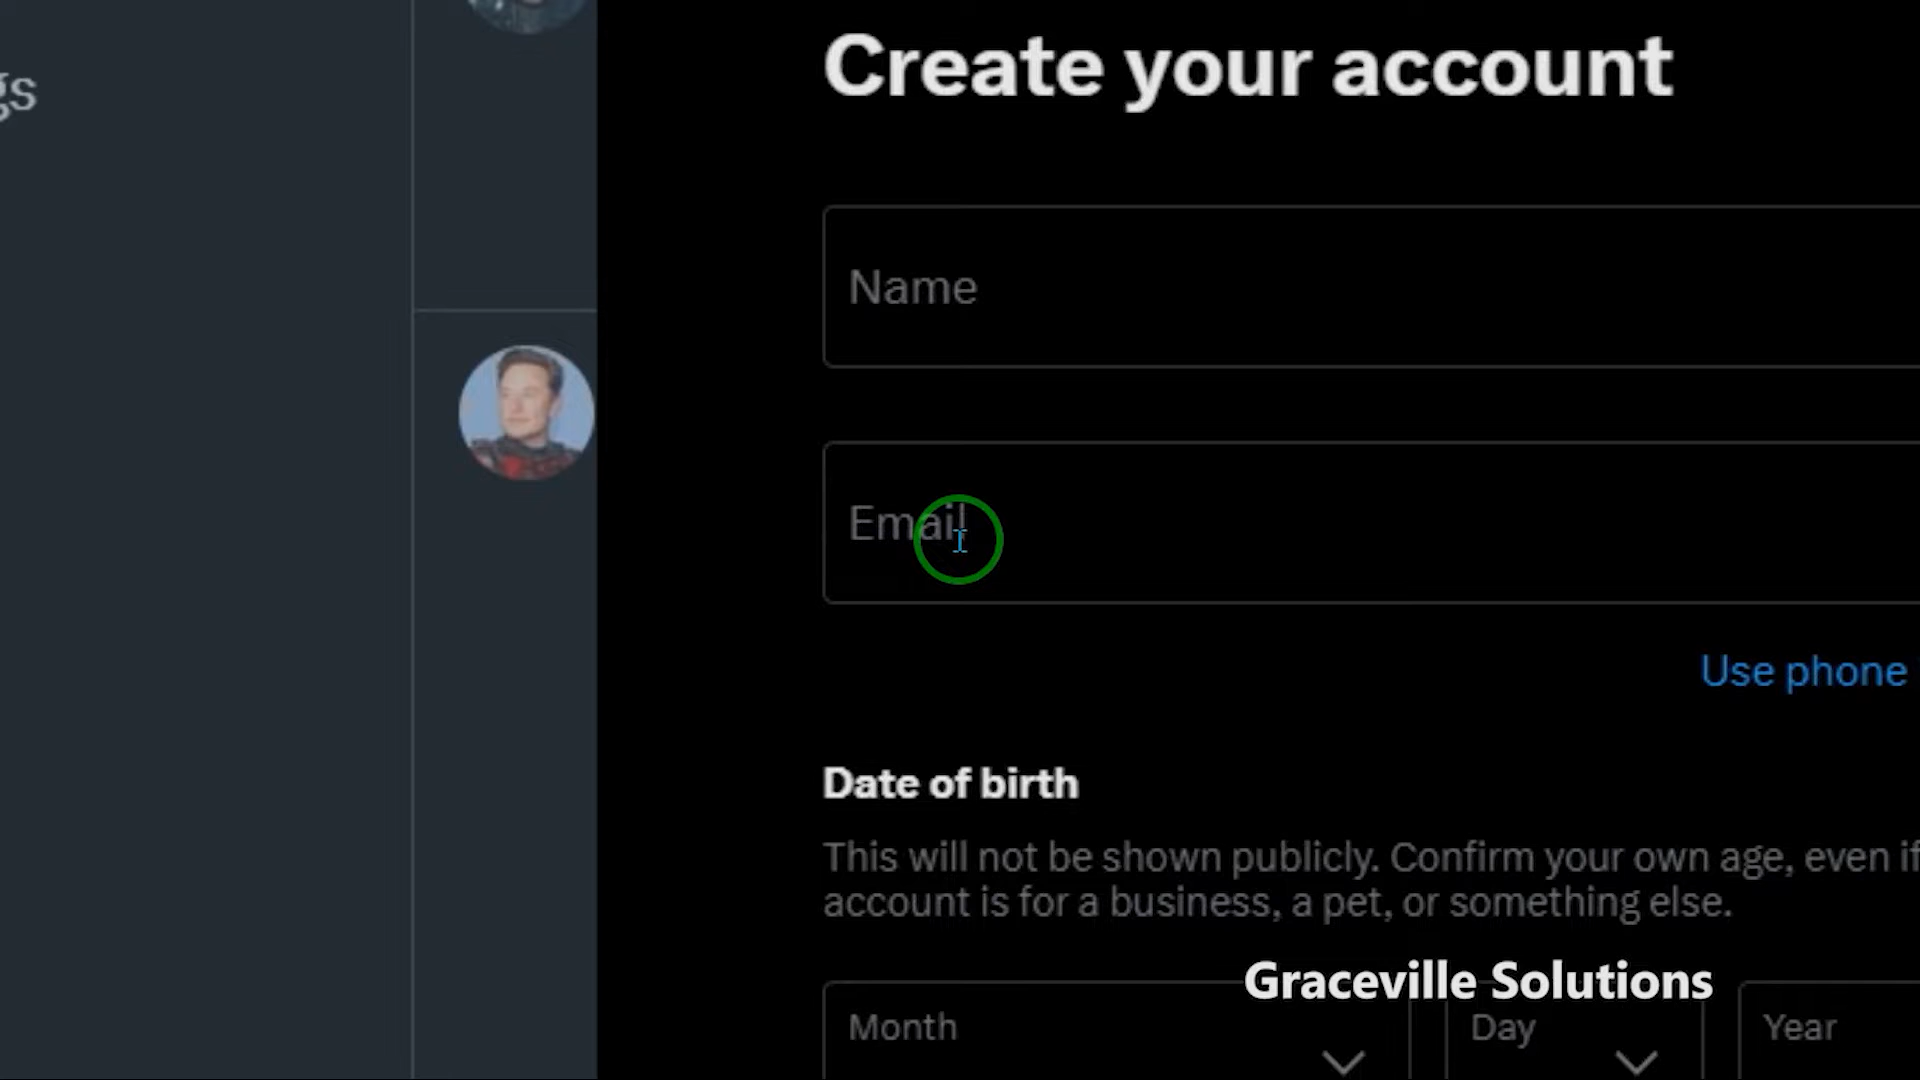 gs
Create your account
Name
Email
Use phone
Date of birth
This will not be shown publicly. Confirm your own age, even if
account is for a business, a pet, or something else.
Graceville Solutions
Month
Day
Year